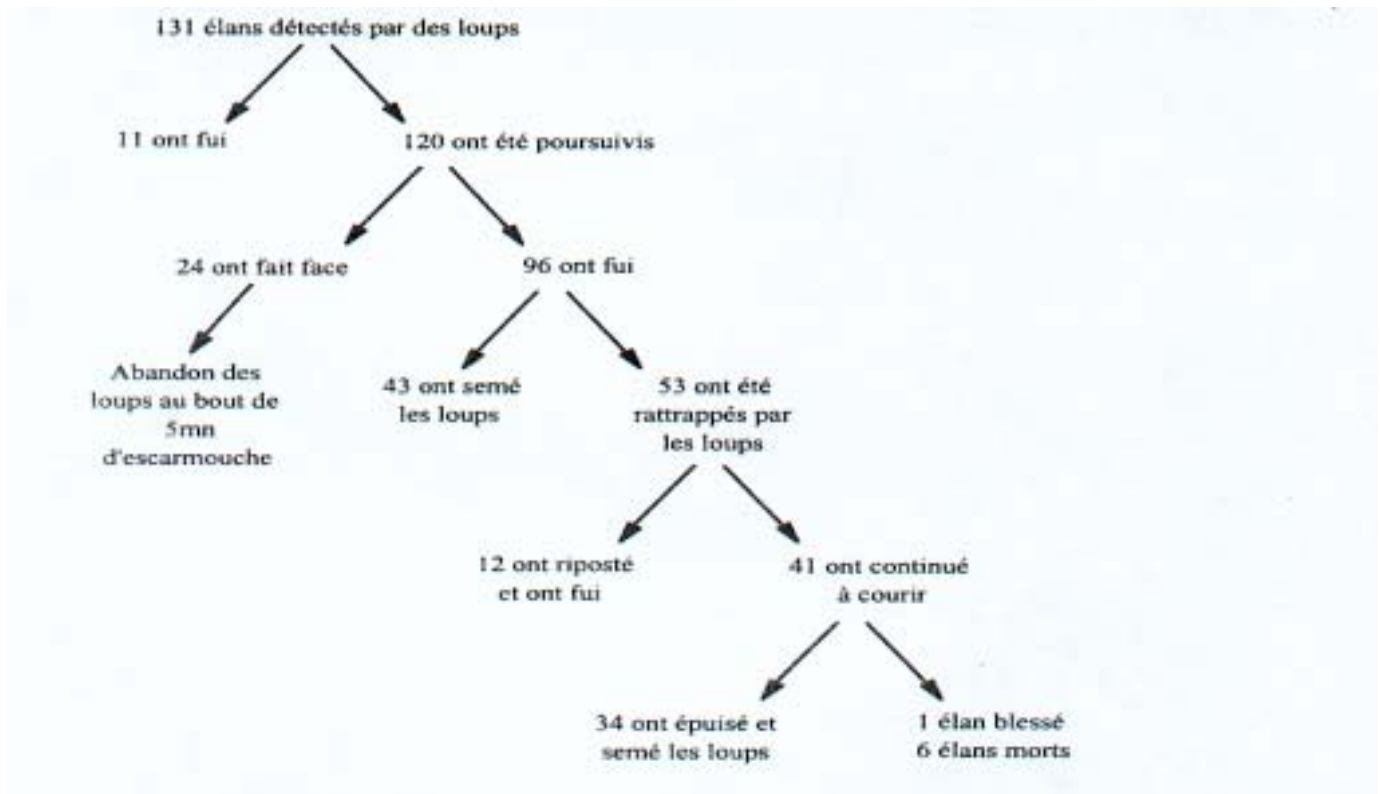 131 élans détectés par des loups
11 ont fui
120 ont été poursuivis
24 ont fait face
96 ont fui
Abandon des
loups au bout de
5mn
d'escarmouche
43 ont semé
les loups
53 ont été
rattrappés par
les loups
12 ont riposté
et ont fui
41 ont continué
à courir
34 ont épuisé et
semé les loups
1 élan blessé
6 élans morts